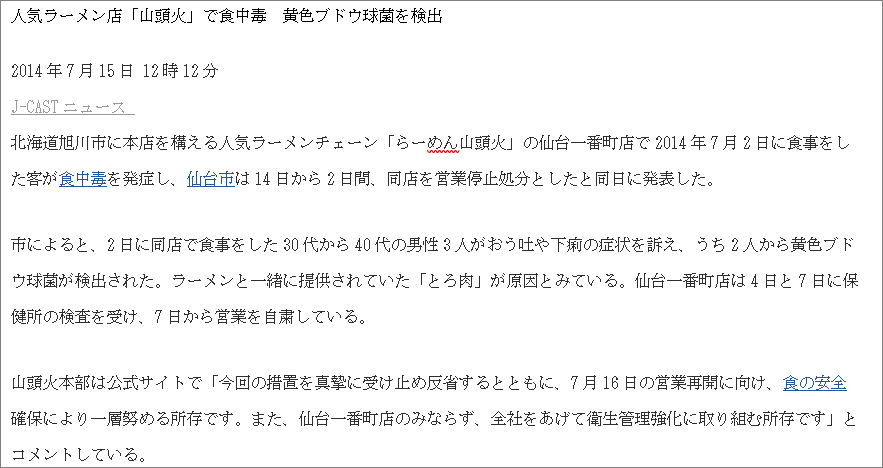 人気ラーメン店「山頭火」で食中毒　黄色ブドウ球菌を検出
2014年7月15日 12時12分
J-CASTニュース
北海道旭川市に本店を構える人気ラーメンチェーン「らーめん山頭火」の仙台一番町店で2014年7月2日に食事をし
た客が食中毒を発症し、仙台市は14日から2日間、同店を営業停止処分としたと同日に発表した。
市によると、2日に同店で食事をした30代から40代の男性3人がおう吐や下痢の症状を訴え、うち2人から黄色ブド
ウ球菌が検出された。ラーメンと一緒に提供されていた「とろ肉」が原因とみている。仙台一番町店は4日と7日に保
健所の検査を受け、7日から営業を自粛している。
山頭火本部は公式サイトで「今回の措置を真摯に受け止め反省するとともに、7月16日の営業再開に向け、食の安全
確保により一層努める所存です。また、仙台一番町店のみならず、全社をあげて衛生管理強化に取り組む所存です」と
コメントしている。